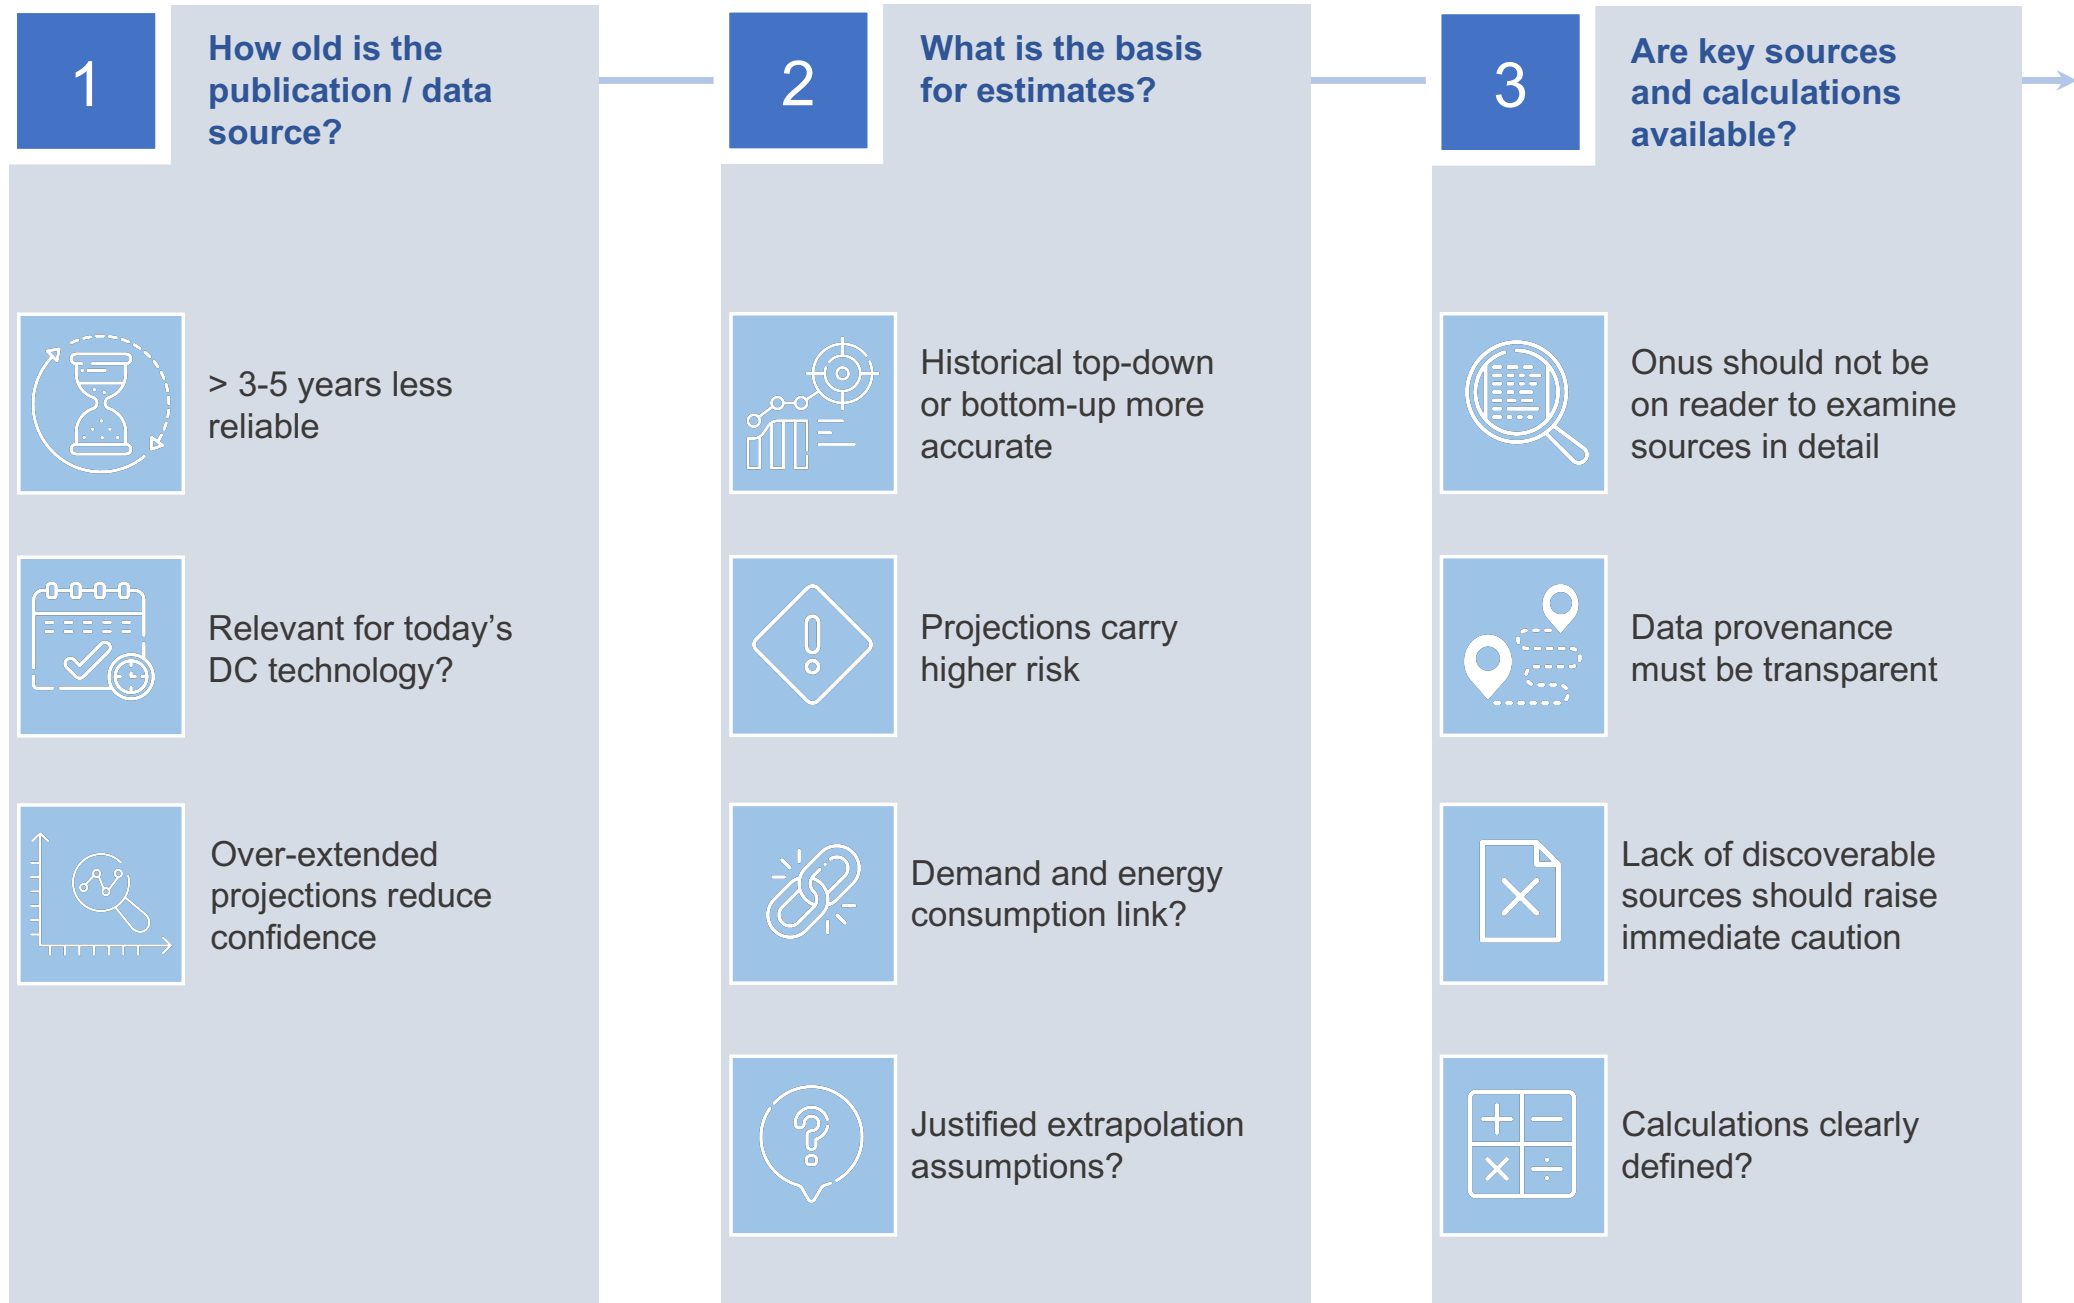 1
How old is the
publication / data
source?
> 3-5 years less
reliable
Relevant for today’s
DC technology?
Over-extended
projections reduce
confidence
2
What is the basis
for estimates?
Historical top-down
or bottom-up more
accurate
Projections carry
higher risk
Demand and energy
consumption link?
Justified extrapolation
assumptions?
3
Are key sources
and calculations
available?
Onus should not be
on reader to examine
sources in detail
Data provenance
must be transparent
Lack of discoverable
sources should raise
immediate caution
Calculations clearly
defined?